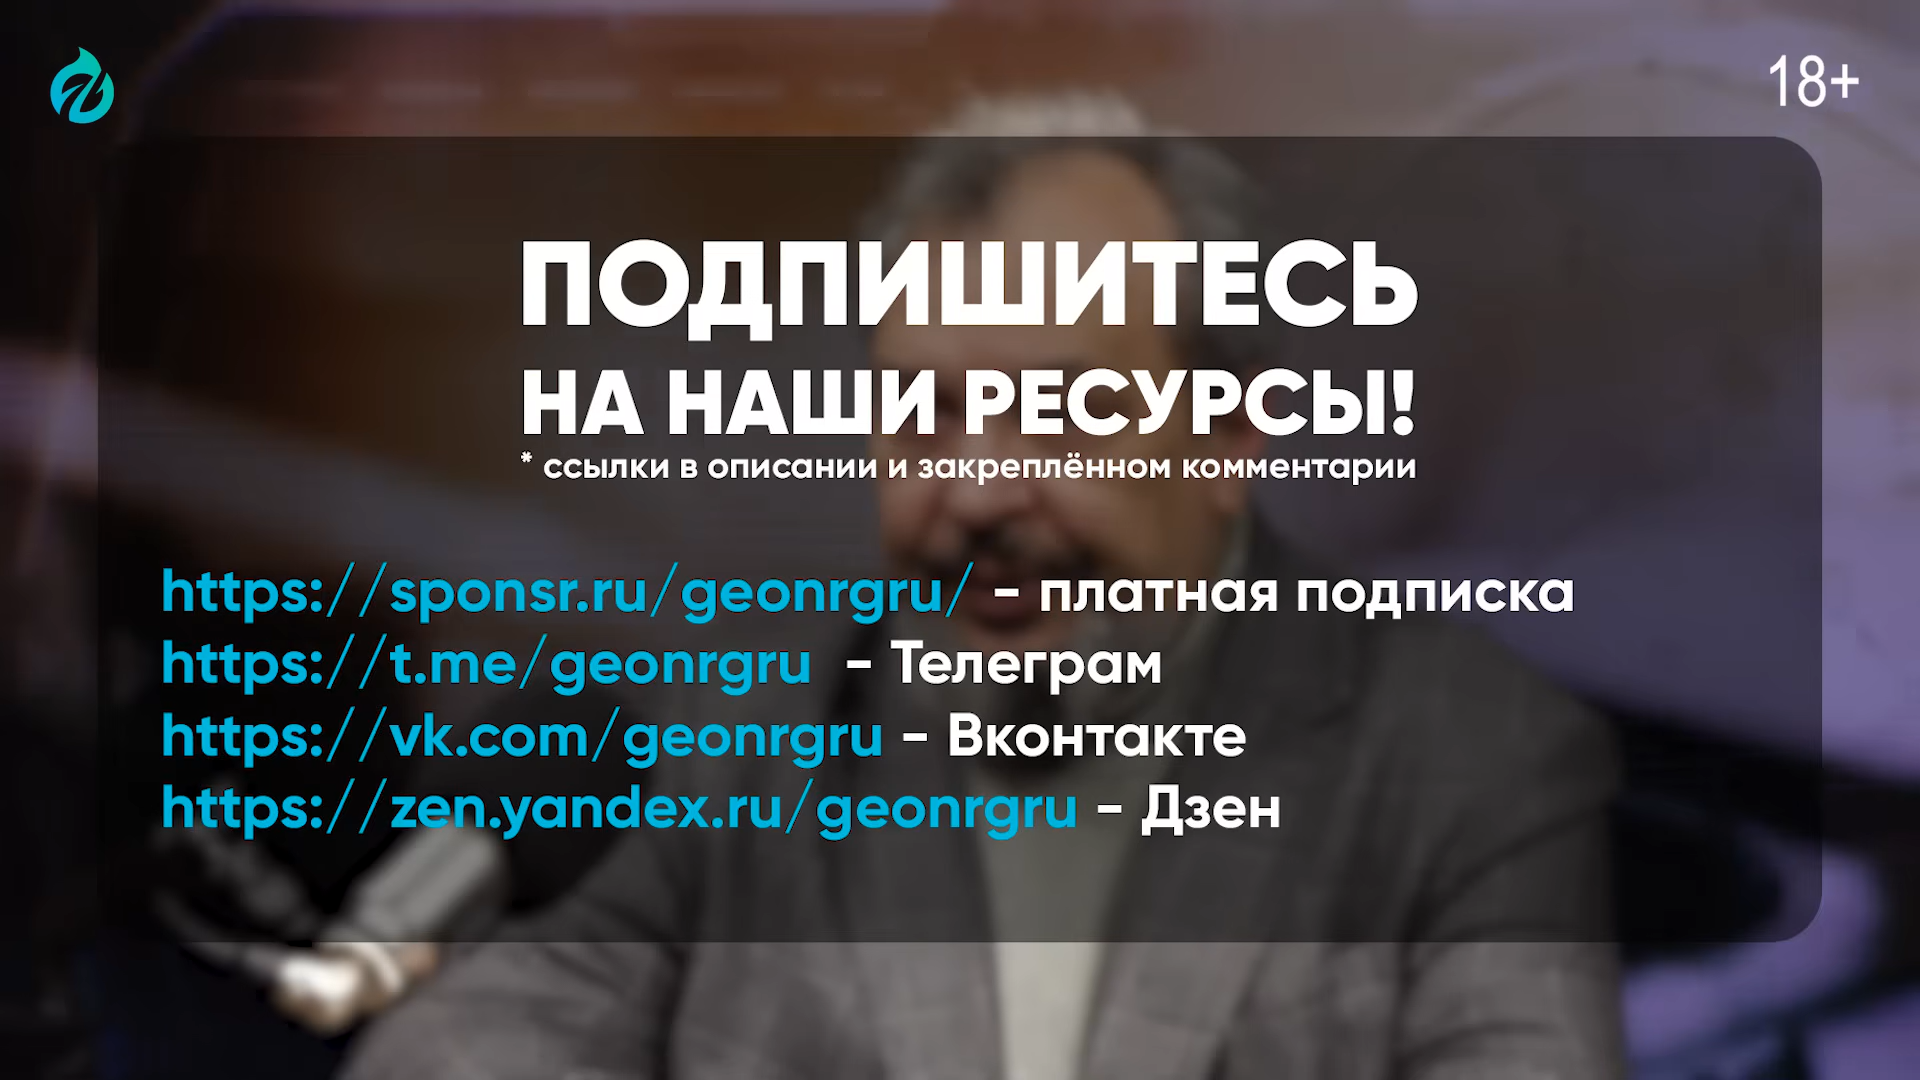 18+
ПОДПИШИТЕСЬ
НА НАШИ РЕСУРСЫ!
* ссылки в описании и закреплённом комментарии
https://sponsr.ru/geonrgru/ - платная подписка
https://t.me/geonrgru - Телеграм
https://vk.com/geonrgru - Вконтакте
https://zen.yandex.ru/geonrgru - Дзен